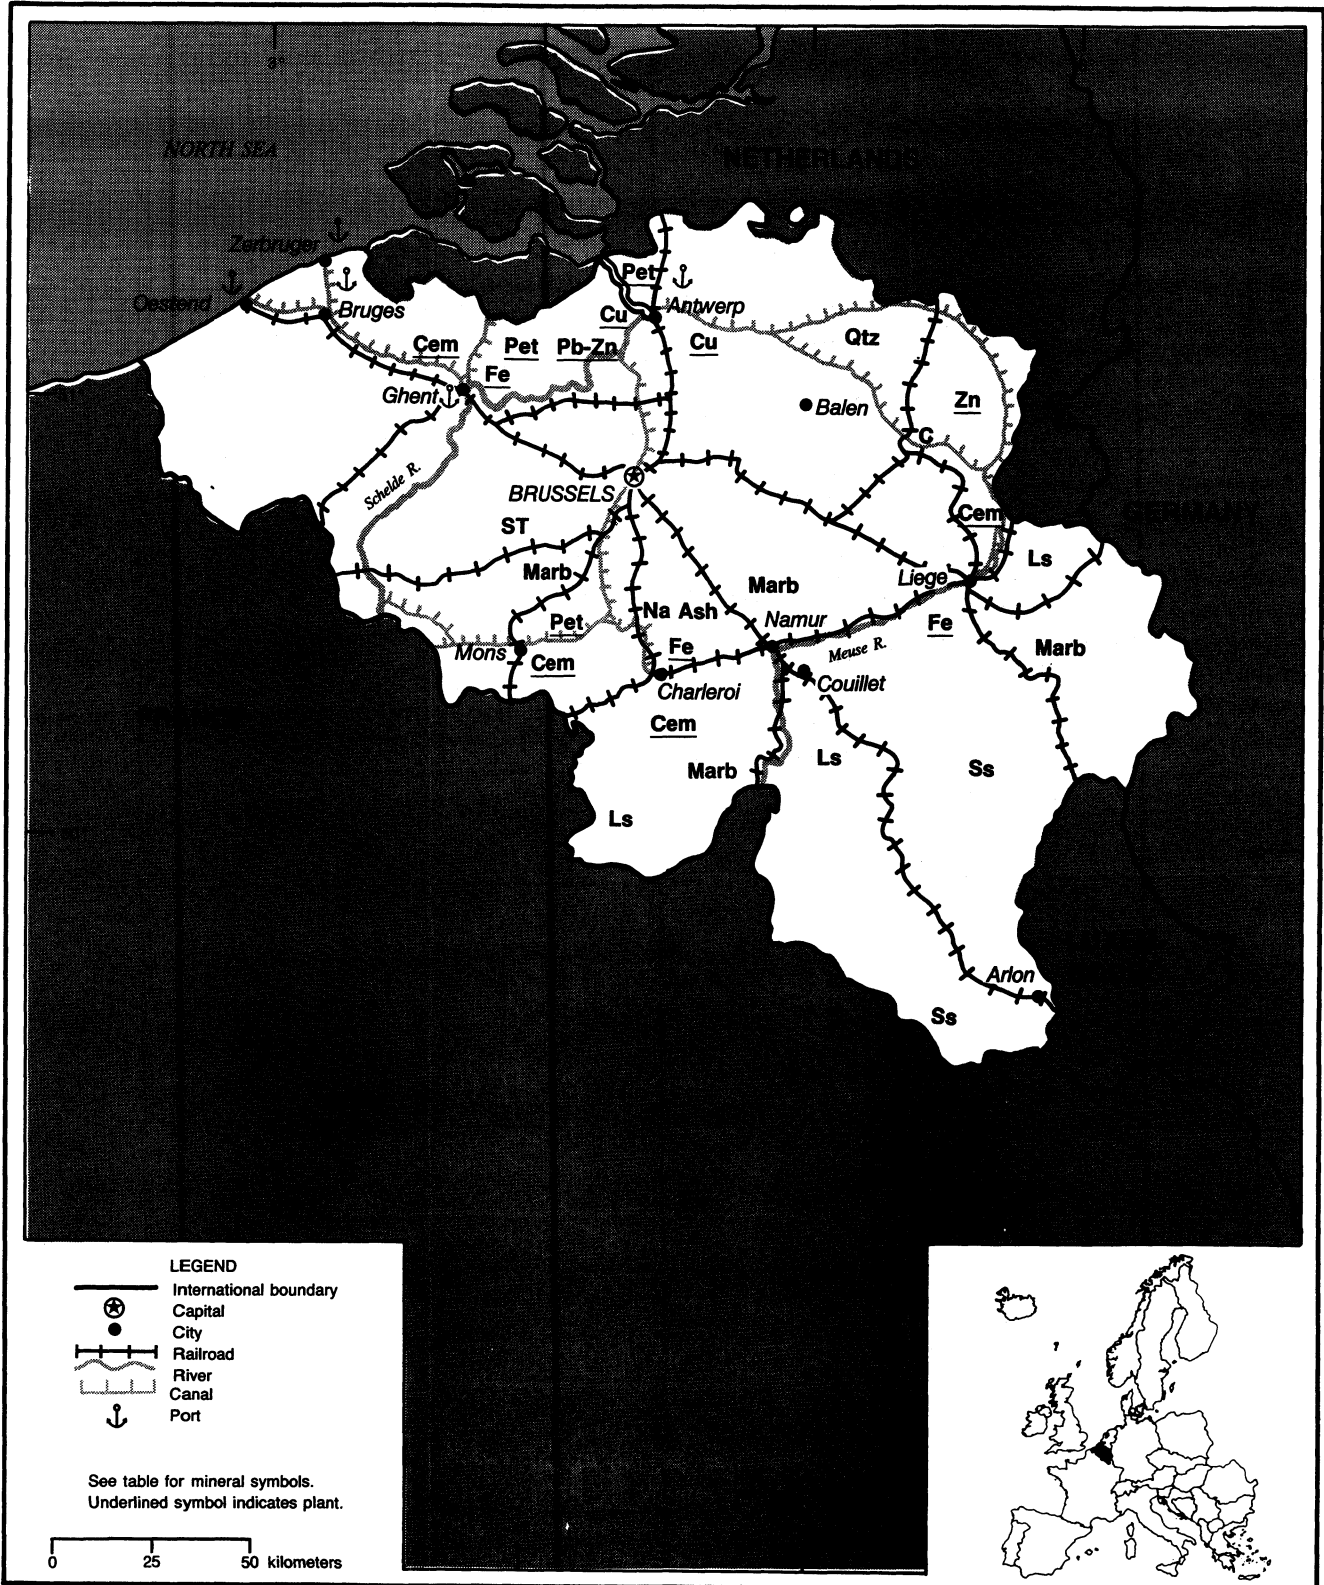 3°
NORTH SEA
NETHERLANDS
Zerbruger
Oestend
Bruges
Pet
Antwerp
Cu
Cu
Cem
Pet
Pb-Zn
Qtz
Fe
Ghent
Balen
Zn
C
Schelde R.
BRUSSELS
ST
Cem
GERMANY
Ls
Marb
Marb
Liege
Na Ash
Namur
Pet
Fe
Fe
Mons
Cem
Meuse R.
Marb
Charleroi
Couillet
Cem
Marb
Ls
Ss
Ls
Arlon
Ss
LEGEND
International boundary
Capital
City
Railroad
River
Canal
Port
See table for mineral symbols.
Underlined symbol indicates plant.
0 25 50 kilometers